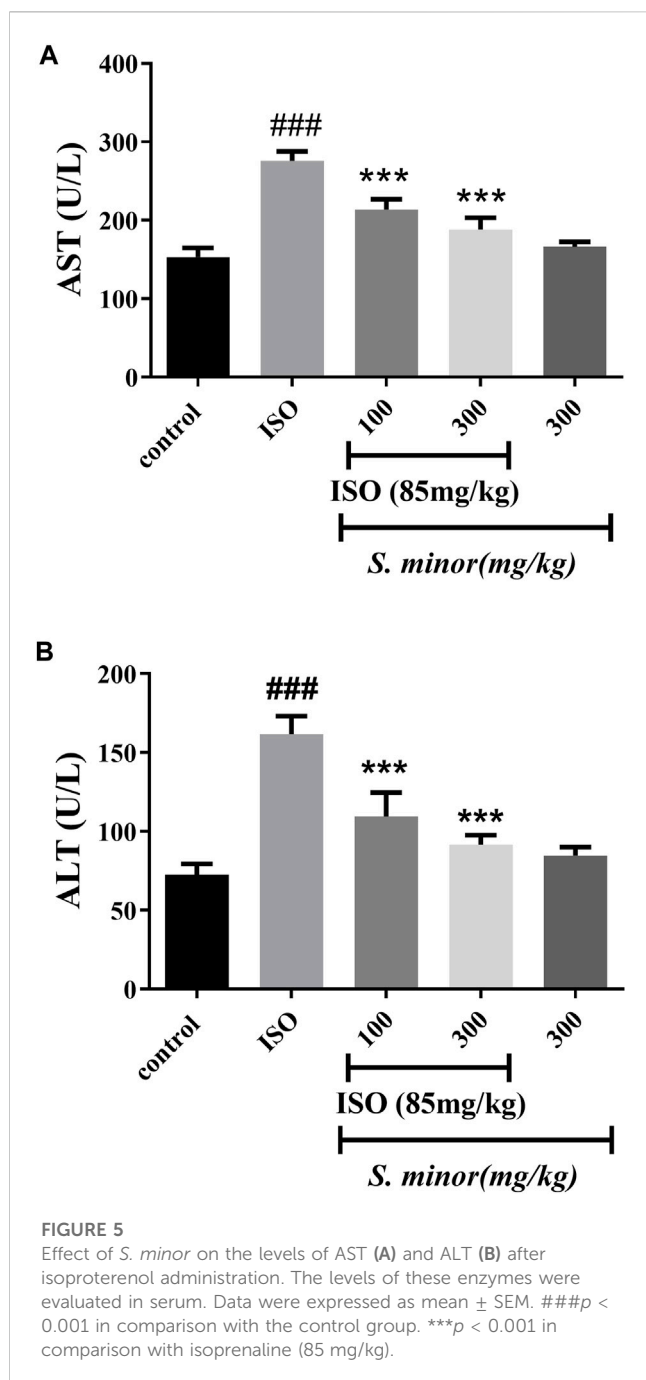 A
400
300
200
100
0
AST (U/L)
###
***
***
control
ISO
100
300
300
ISO (85mg/kg)
S. minor(mg/kg)
B
200
150
100
50
0
ALT (U/L)
###
***
***
control
ISO
100
300
300
ISO (85mg/kg)
S. minor(mg/kg)
FIGURE 5
Effect of S. minor on the levels of AST (A) and ALT (B) after
isoproterenol administration. The levels of these enzymes were
evaluated in serum. Data were expressed as mean ± SEM. ###p <
0.001 in comparison with the control group. ***p < 0.001 in
comparison with isoprenaline (85 mg/kg).